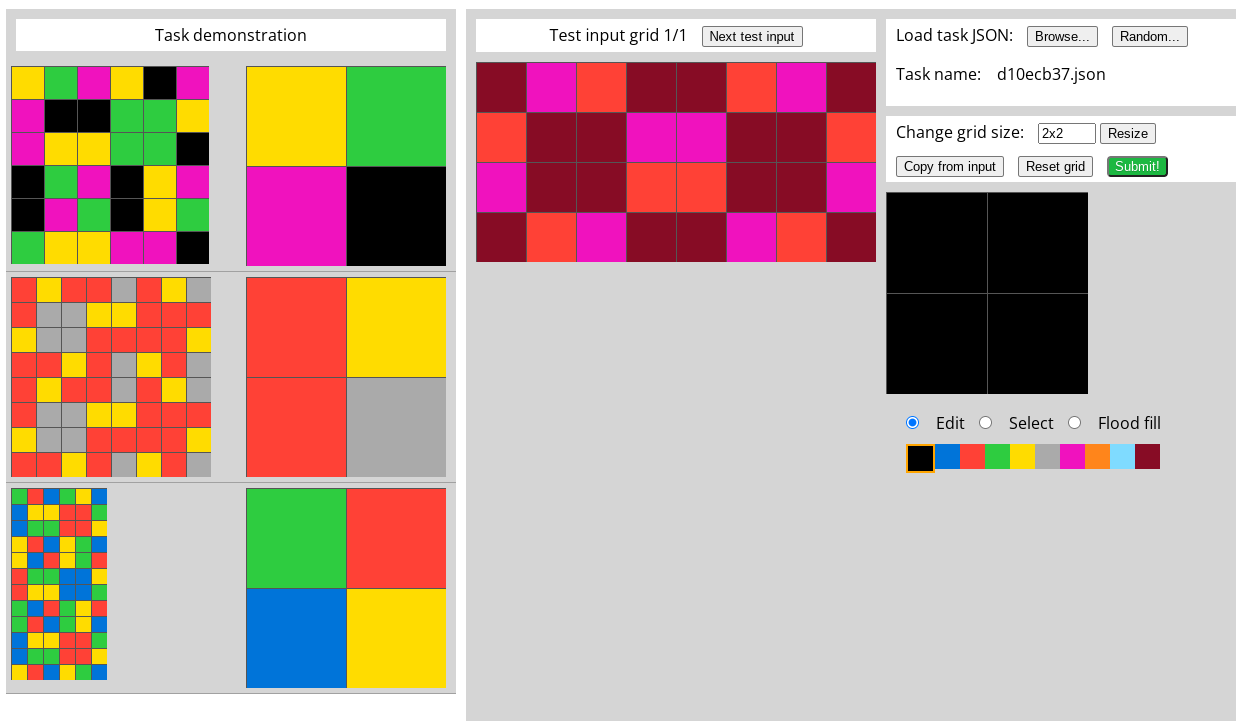 Task demonstration
Test input grid 1/1 Next test input
Load task JSON: Browse... Random...
Task name: d10ecb37.json
Change grid size: 2x2 Resize
Copy from input Reset grid Submit!
Edit Select Flood fill